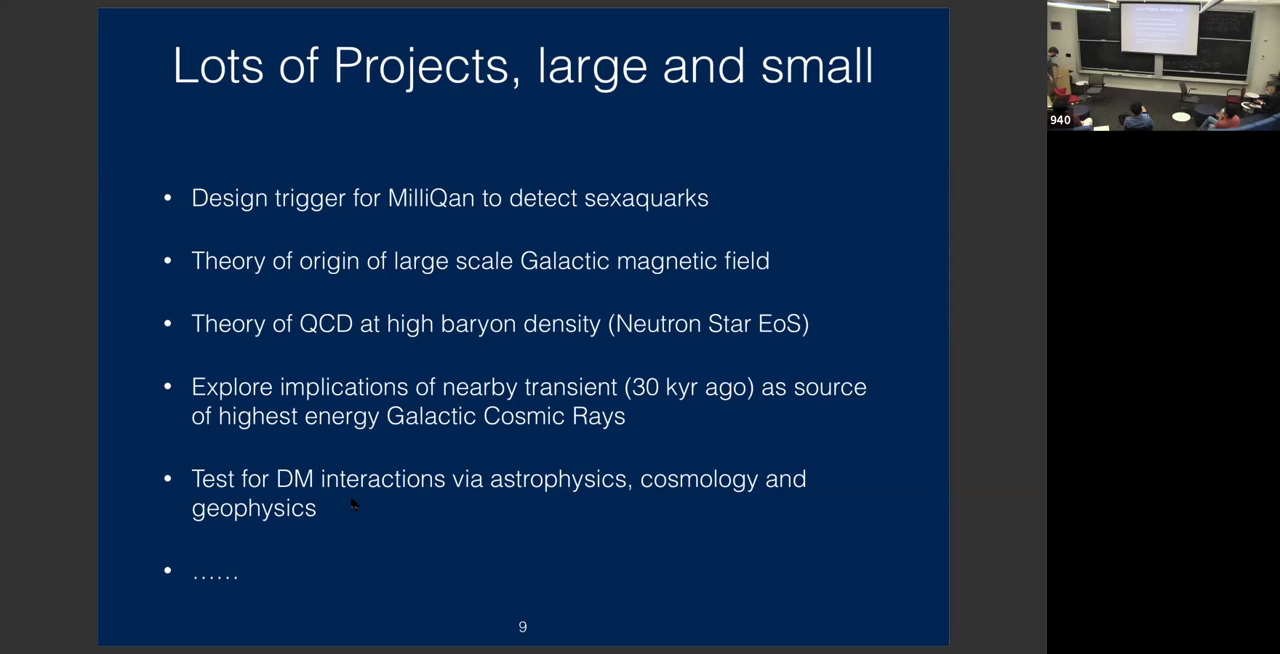 Lots of Projects, large and small
• Design trigger for MilliQan to detect sexaquarks
• Theory of origin of large scale Galactic magnetic field
• Theory of QCD at high baryon density (Neutron Star EoS)
• Explore implications of nearby transient (30 kyr ago) as source
of highest energy Galactic Cosmic Rays
• Test for DM interactions via astrophysics, cosmology and
geophysics
• ......
9
940